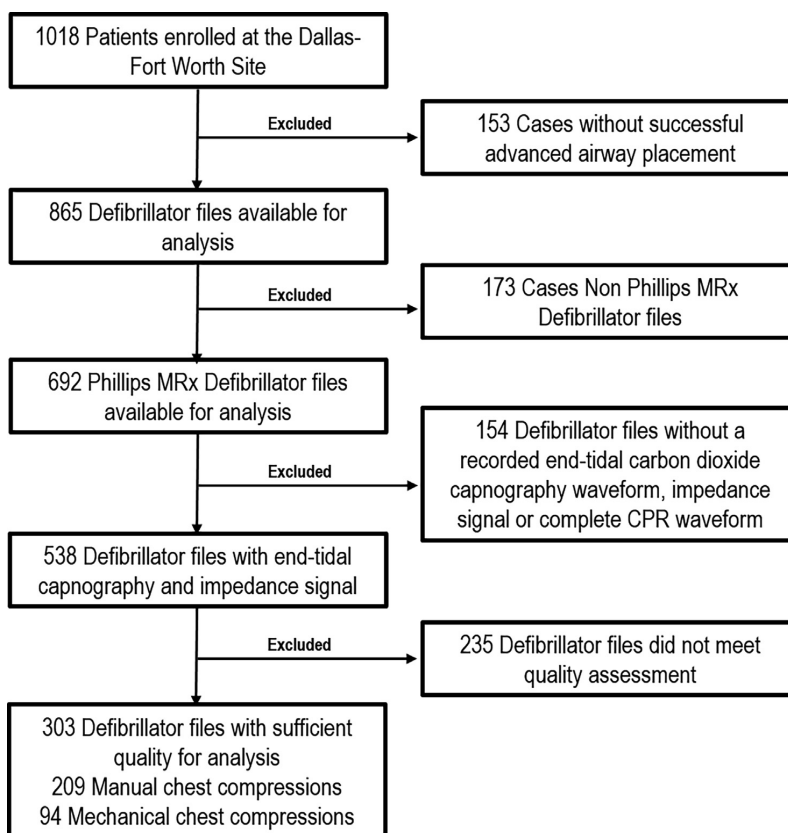 1018 Patients enrolled at the Dallas-
Fort Worth Site
Excluded
153 Cases without successful
advanced airway placement
865 Defibrillator files available for
analysis
Excluded
173 Cases Non Phillips MRx
Defibrillator files
692 Phillips MRx Defibrillator files
available for analysis
Excluded
154 Defibrillator files without a
recorded end-tidal carbon dioxide
capnography waveform, impedance
signal or complete CPR waveform
538 Defibrillator files with end-tidal
capnography and impedance signal
Excluded
235 Defibrillator files did not meet
quality assessment
303 Defibrillator files with sufficient
quality for analysis
209 Manual chest compressions
94 Mechanical chest compressions